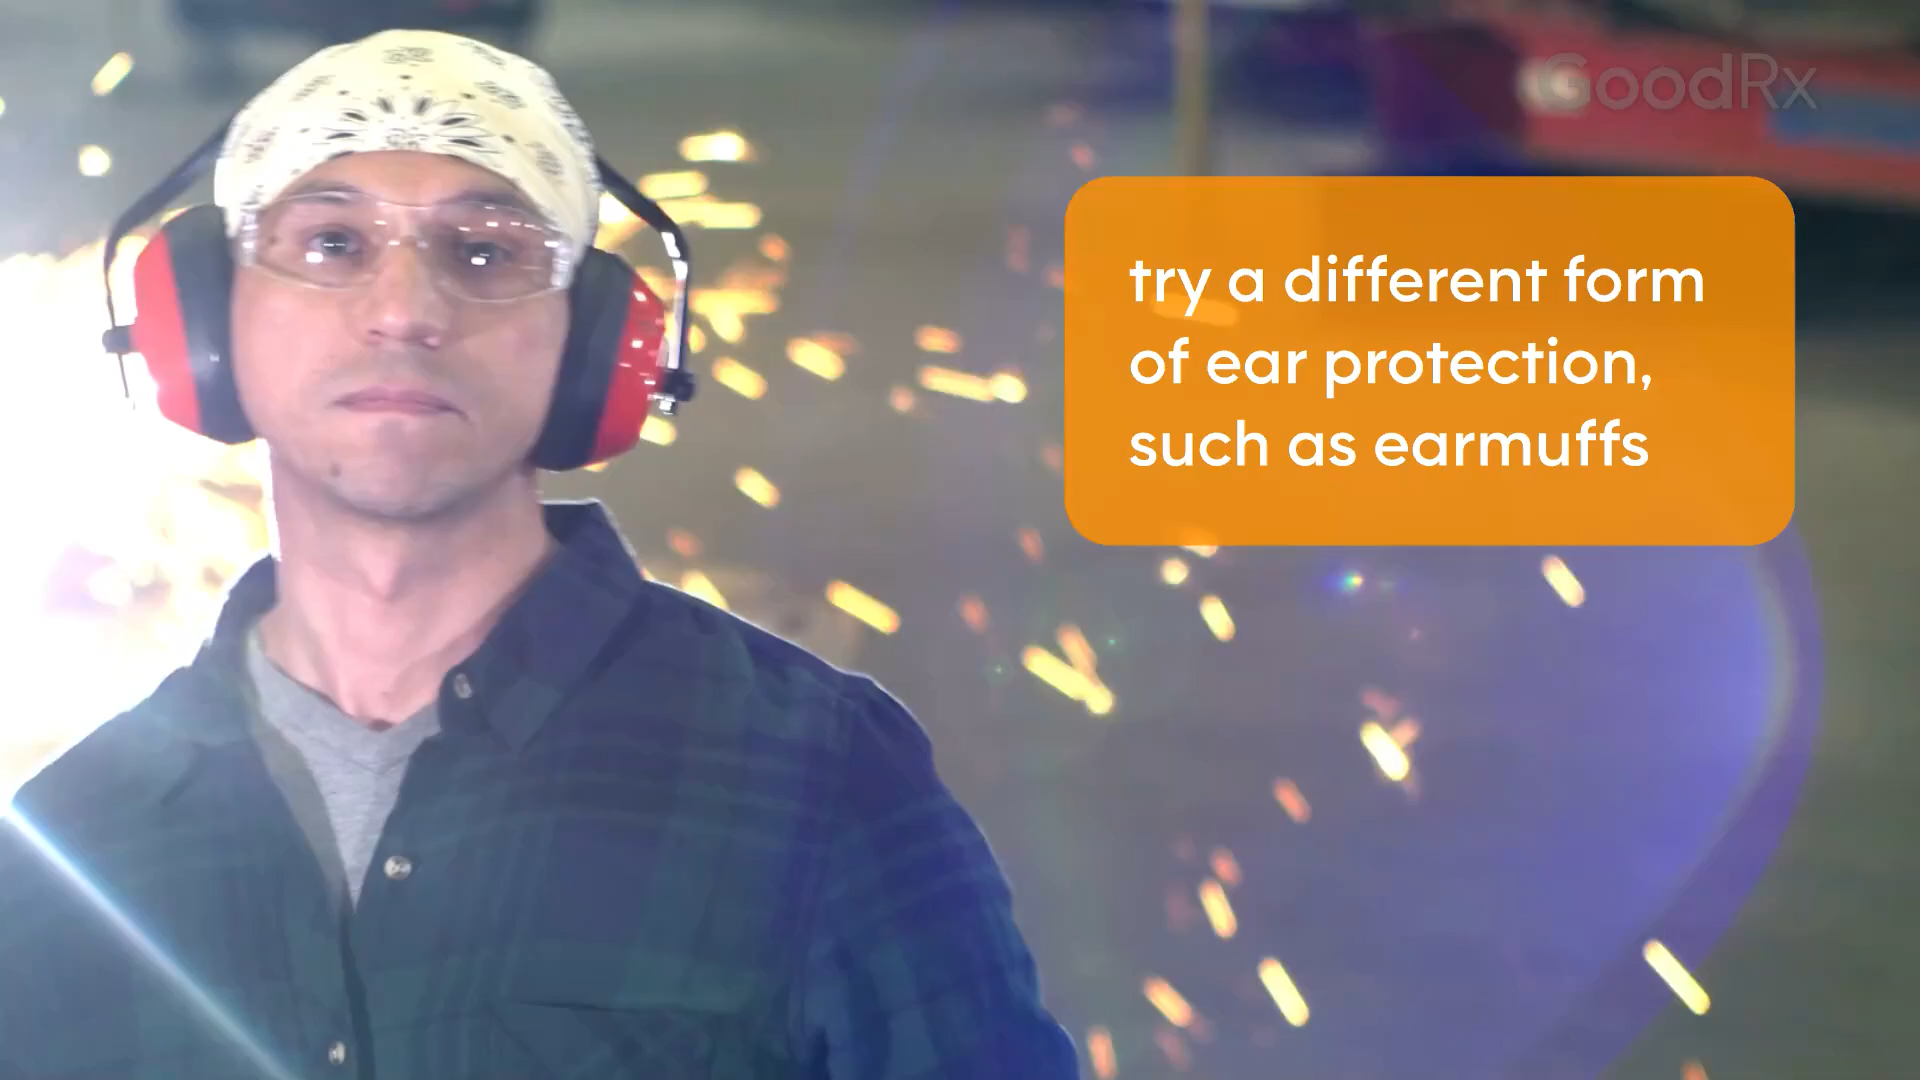 GoodRx
try a different form
of ear protection,
such as earmuffs